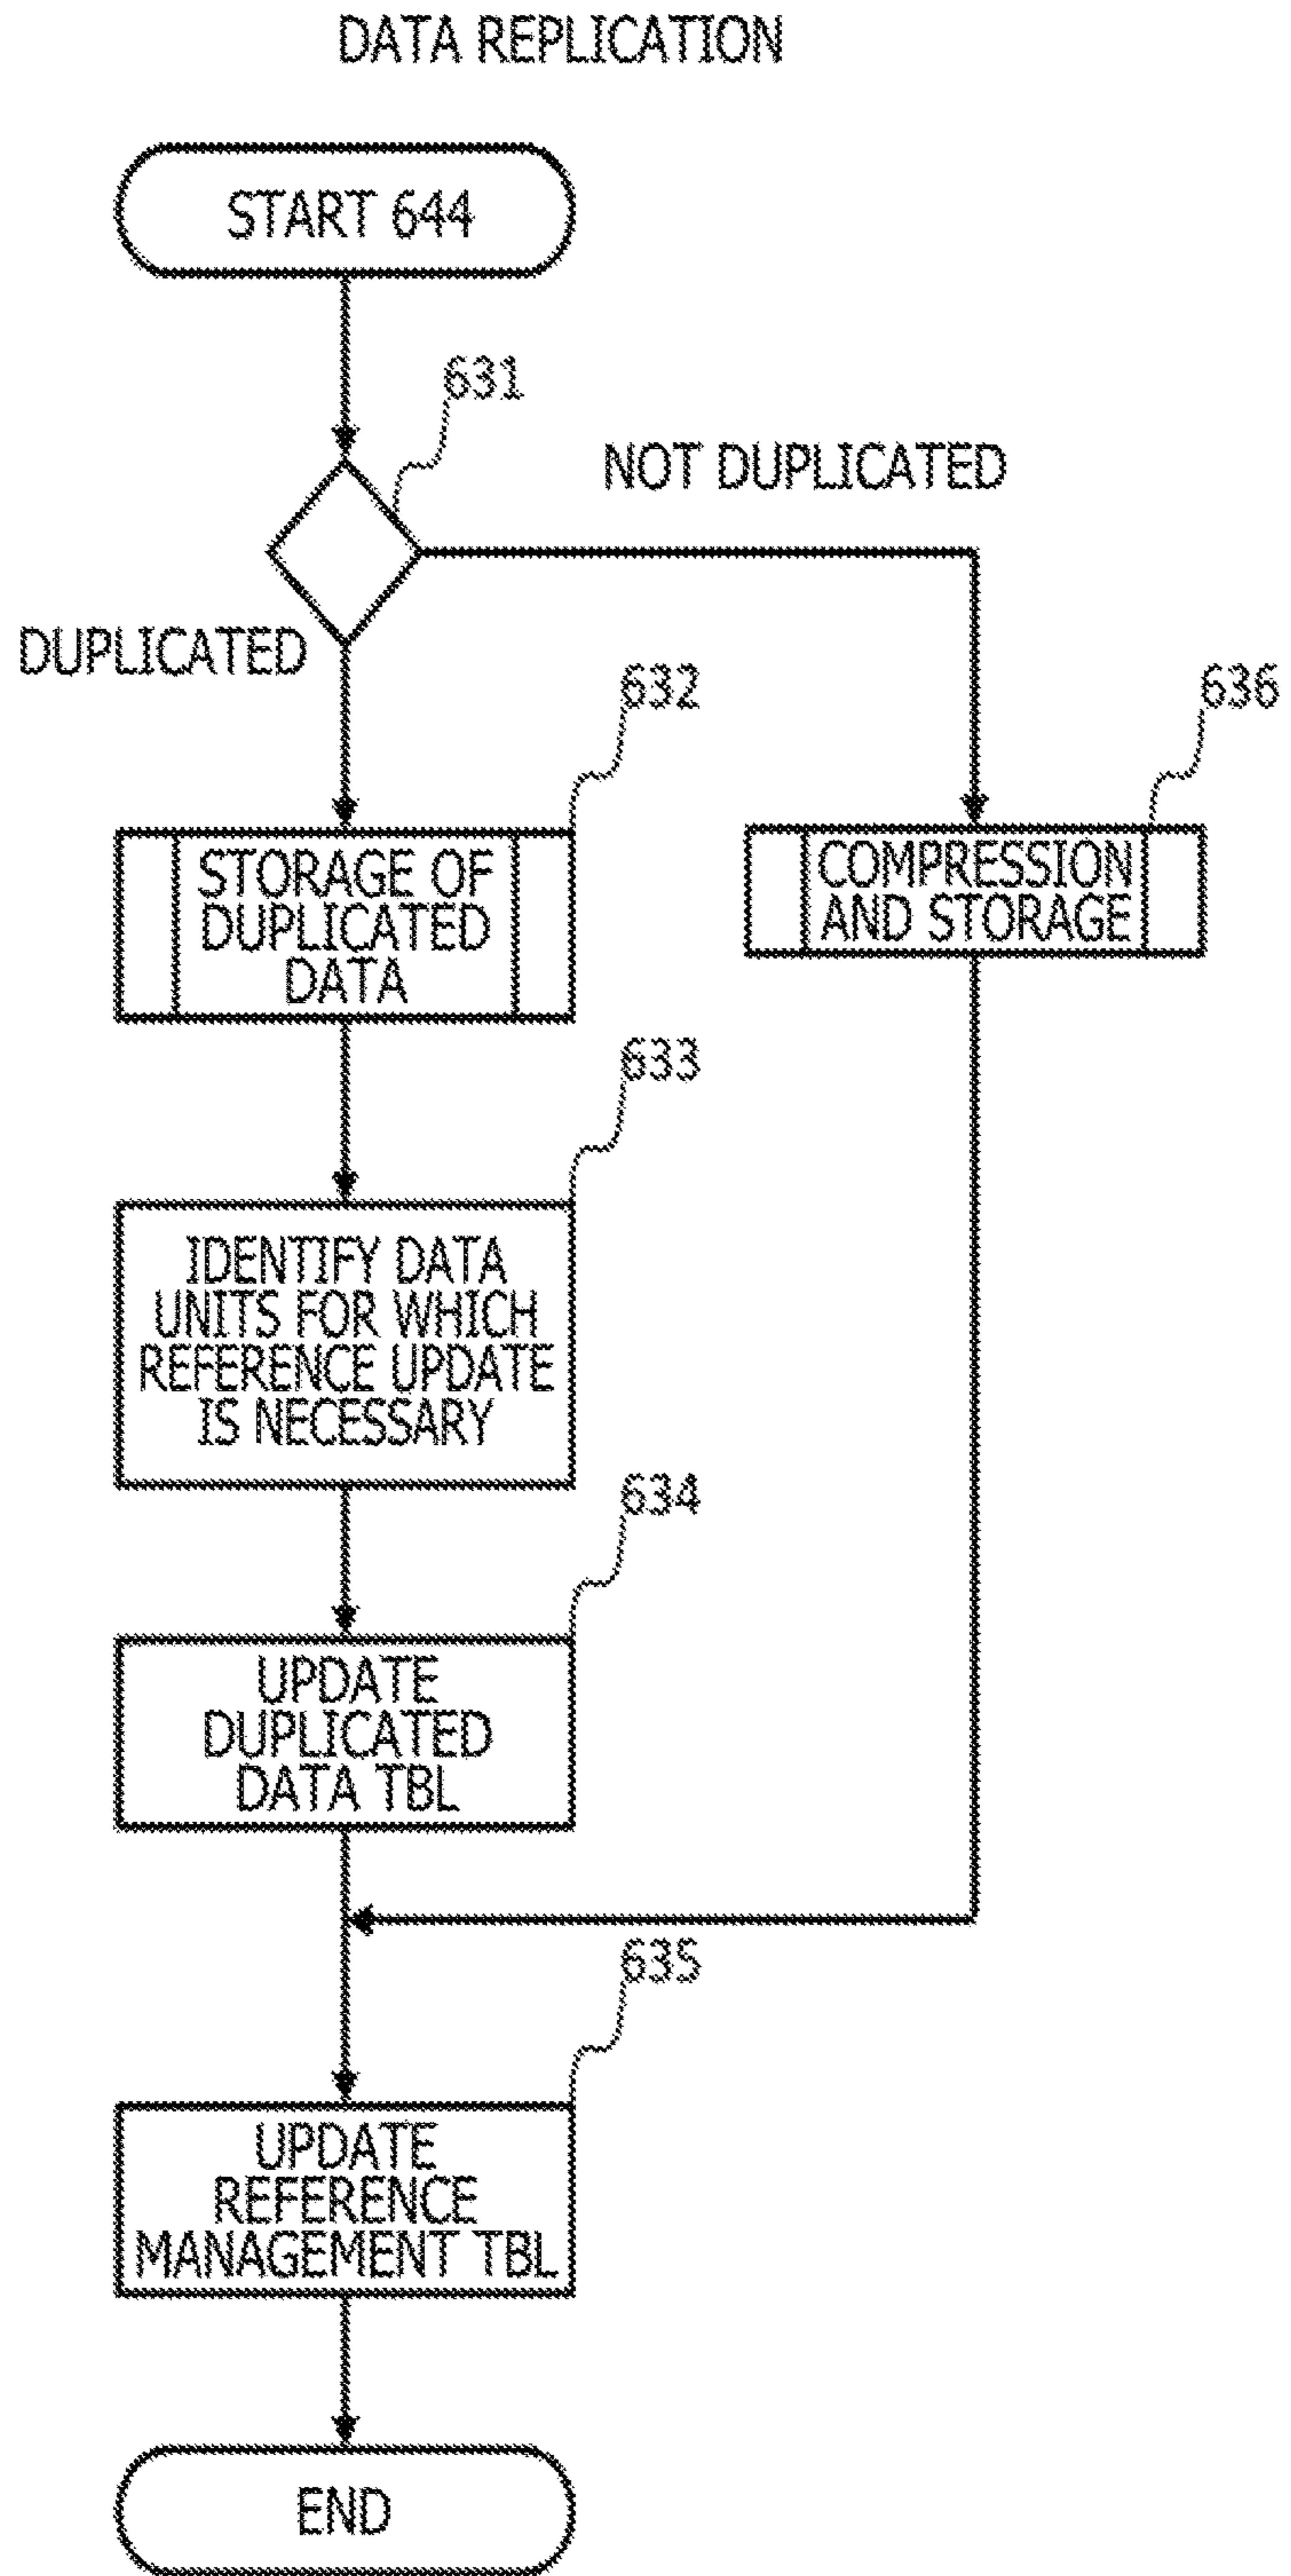 DATA REPLICATION
START 644
631
NOT DUPLICATED
DUPLICATED
632
636
STORAGE OF
DUPLICATED
DATA
COMPRESSION
AND STORAGE
633
IDENTIFY DATA
UNITS FOR WHICH
REFERENCE UPDATE
IS NECESSARY
634
UPDATE
DUPLICATED
DATA TBL
635
UPDATE
REFERENCE
MANAGEMENT TBL
END